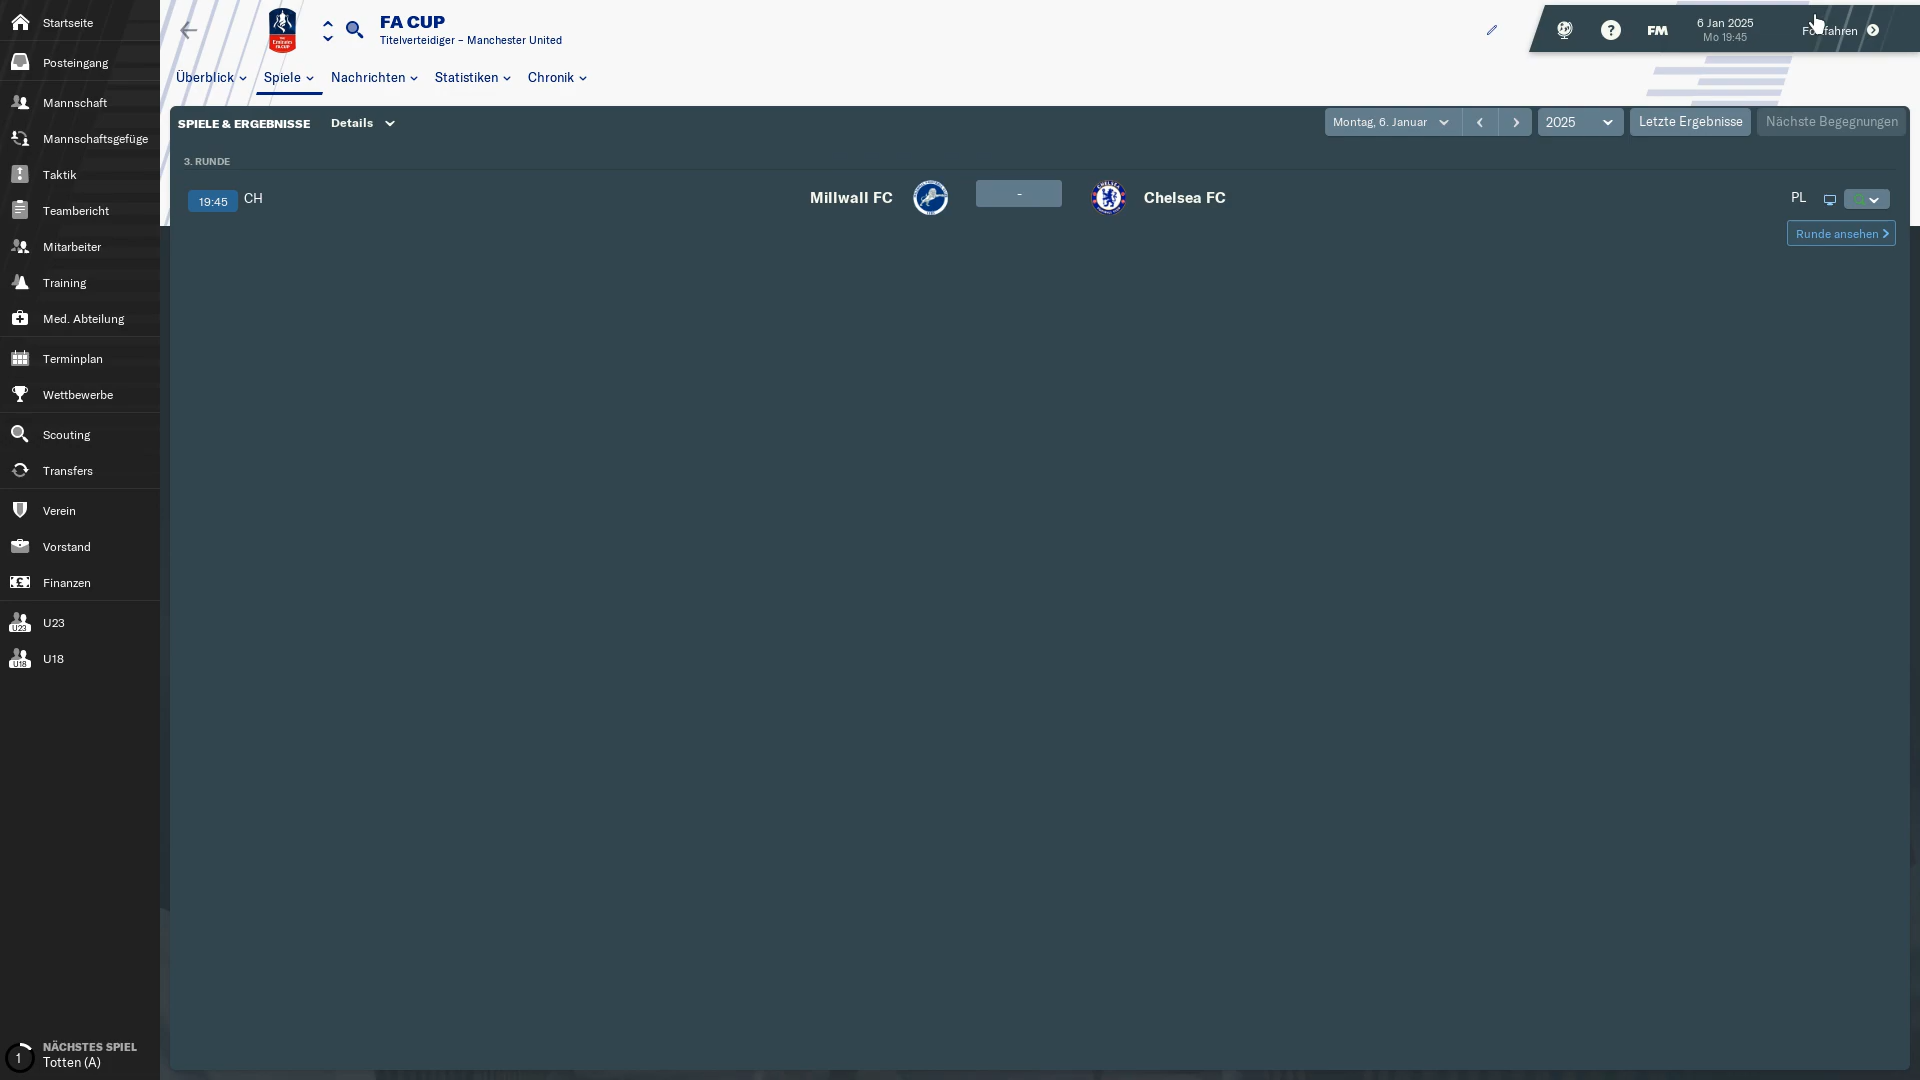 Startseite
Posteingang
Mannschaft
Mannschaftsgefüge
Taktik
Teambericht
Mitarbeiter
Training
Med. Abteilung
Terminplan
Wettbewerbe
Scouting
Transfers
Verein
Vorstand
Finanzen
U23
U23
U18
U18
1
NÄCHSTES SPIEL
Totten (A)
FA CUP
Titelverteidiger – Manchester United
FM
6 Jan 2025
Mo 19:45
Überblick
Spiele
Nachrichten
Statistiken
Chronik
SPIELE & ERGEBNISSE
Details
Montag, 6. Januar
2025
Letzte Ergebnisse
Nächste Begegnungen
3. RUNDE
19:45
CH
Millwall FC
-
Chelsea FC
PL
Runde ansehen